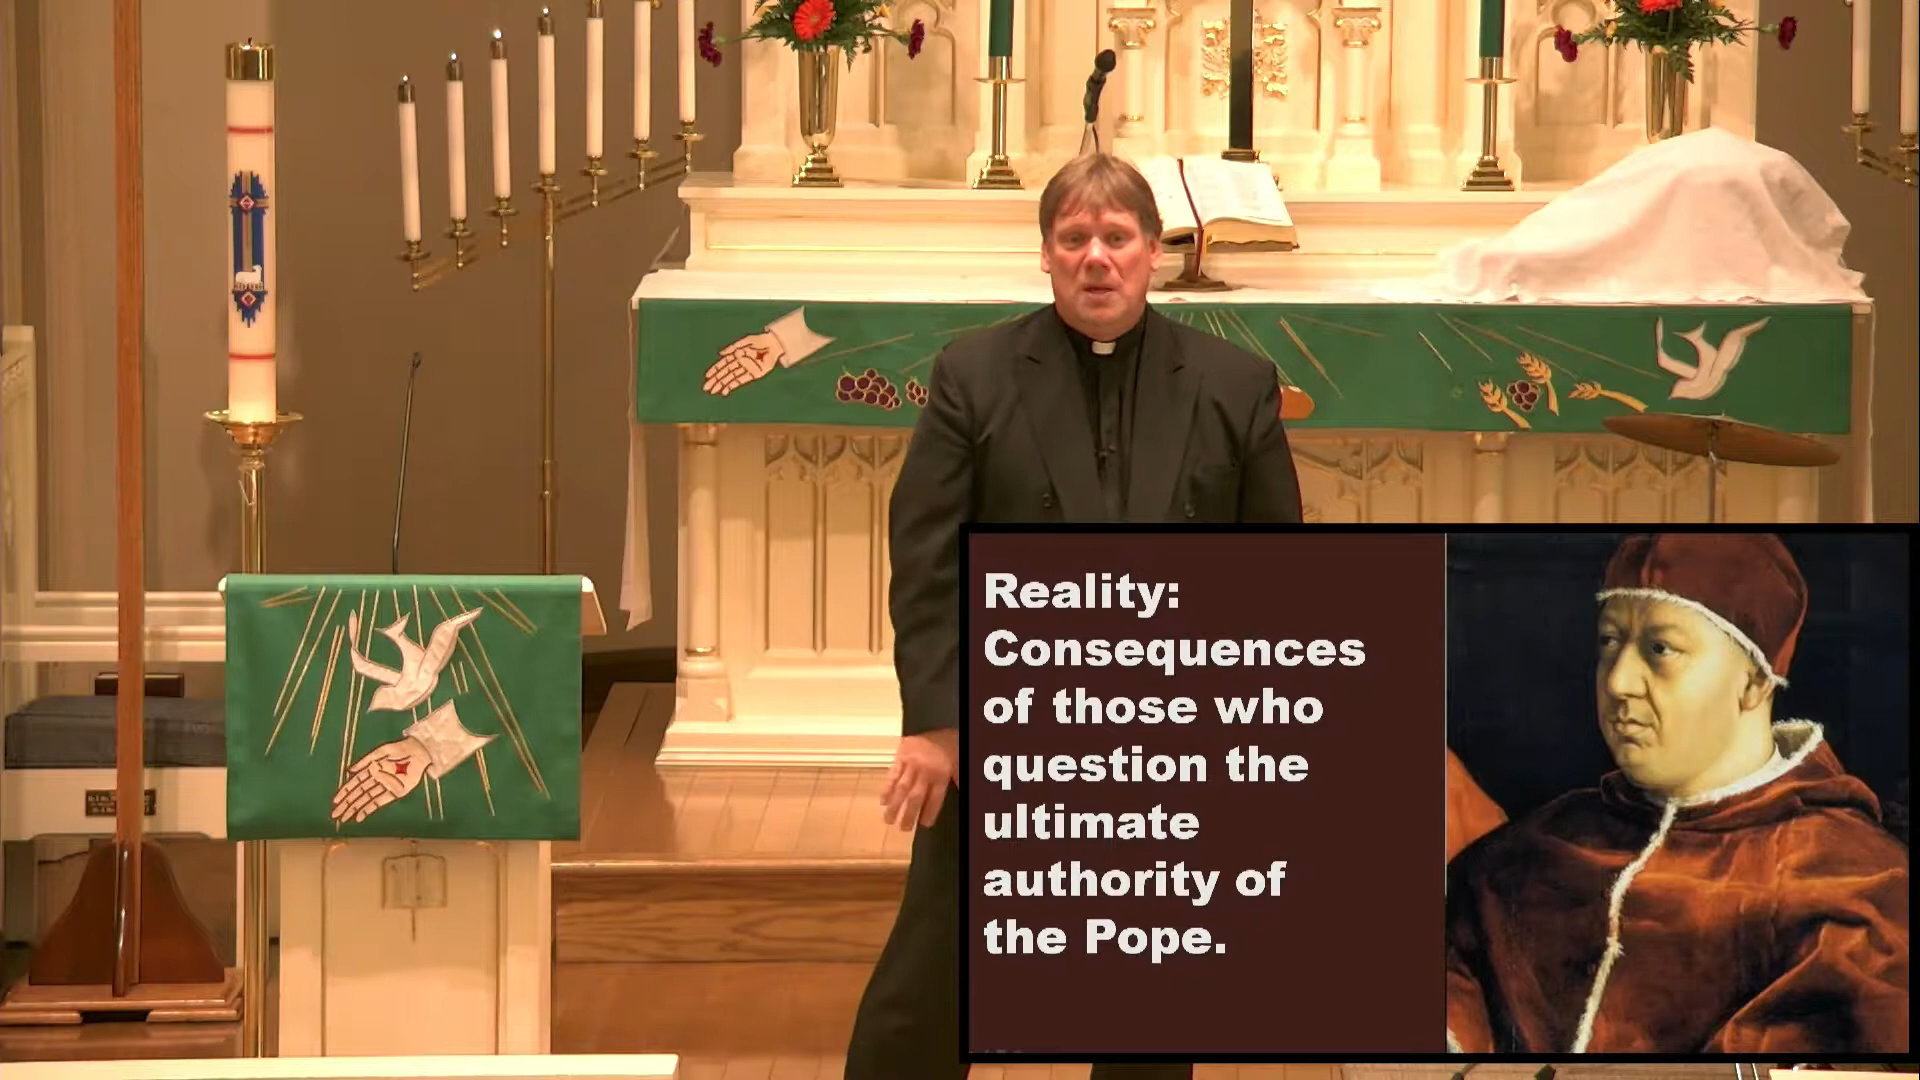 Reality:
Consequences
of those who
question the
ultimate
authority of
the Pope.